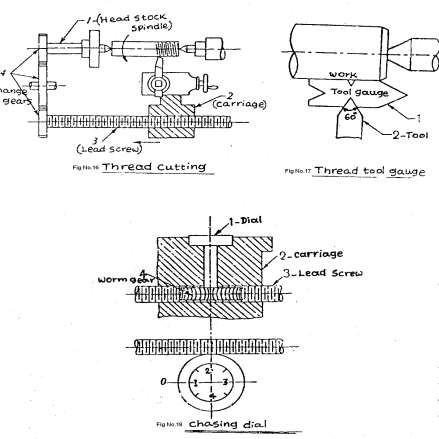 1-(Head stock
spindle)
4
hange
gears
2
(carriage)
3
(Lead screw)
Fig No.16 Thread cutting
work
Tool gauge
60°
1
2-Tool
Fig No.17 Thread tool gauge
1-Dial
2-carriage
3-Lead Screw
4
worm gear
0
1
2
3
4
Fig No.18 chasing dial